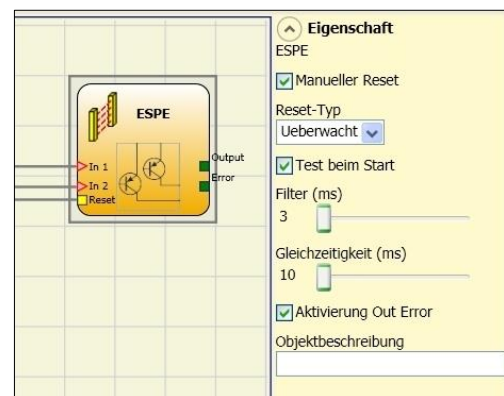 ESPE
In 1
In 2
Reset
Output
Error
Eigenschaft
ESPE
Manueller Reset
Reset-Typ
Ueberwacht
Test beim Start
Filter (ms)
3
Gleichzeitigkeit (ms)
10
Aktivierung Out Error
Objektbeschreibung